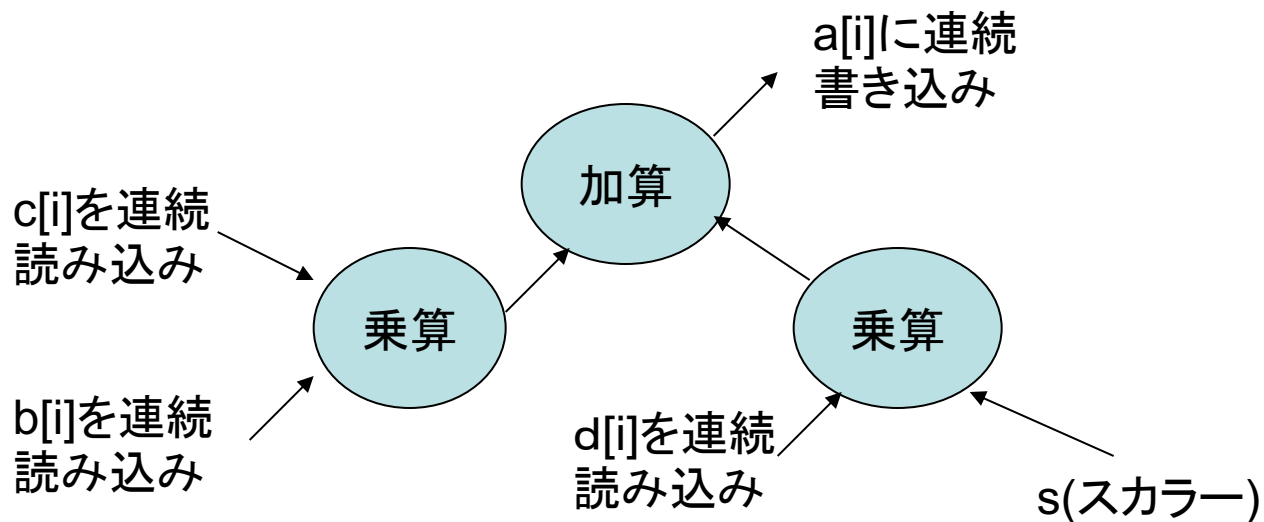 a[i]に連続
書き込み
加算
c[i]を連続
読み込み
乗算
乗算
b[i]を連続
読み込み
d[i]を連続
読み込み
s(スカラー)